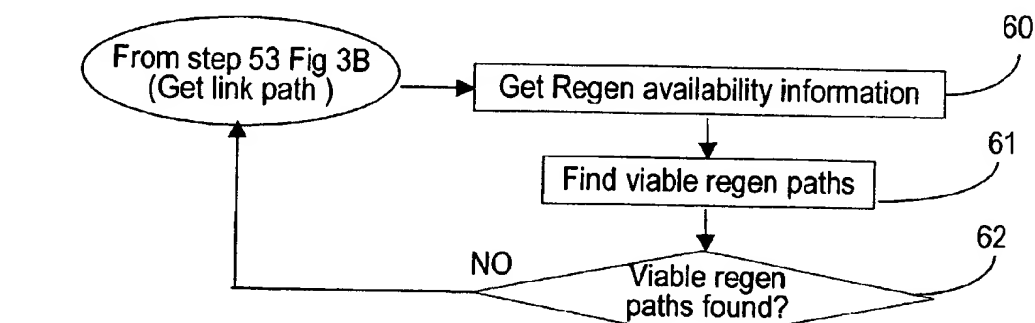 60
From step 53 Fig 3B
(Get link path )
Get Regen availability information
61
Find viable regen paths
62
NO
Viable regen
paths found?